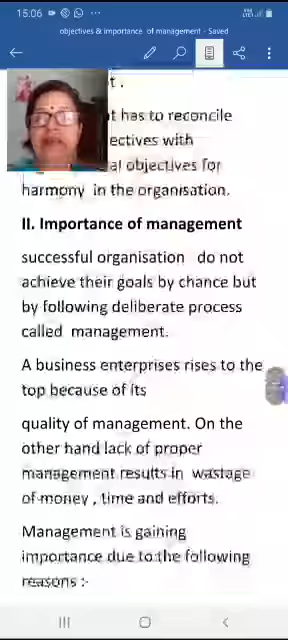 15:06
objectives & importance of management - Saved
t .
t has to reconcile
ectives with
al objectives for
harmony in the organisation.
II. Importance of management
successful organisation do not
achieve their goals by chance but
by following deliberate process
called management.
A business enterprises rises to the
top because of its
quality of management. On the
other hand lack of proper
management results in wastage
of money , time and efforts.
Management is gaining
importance due to the following
reasons :-